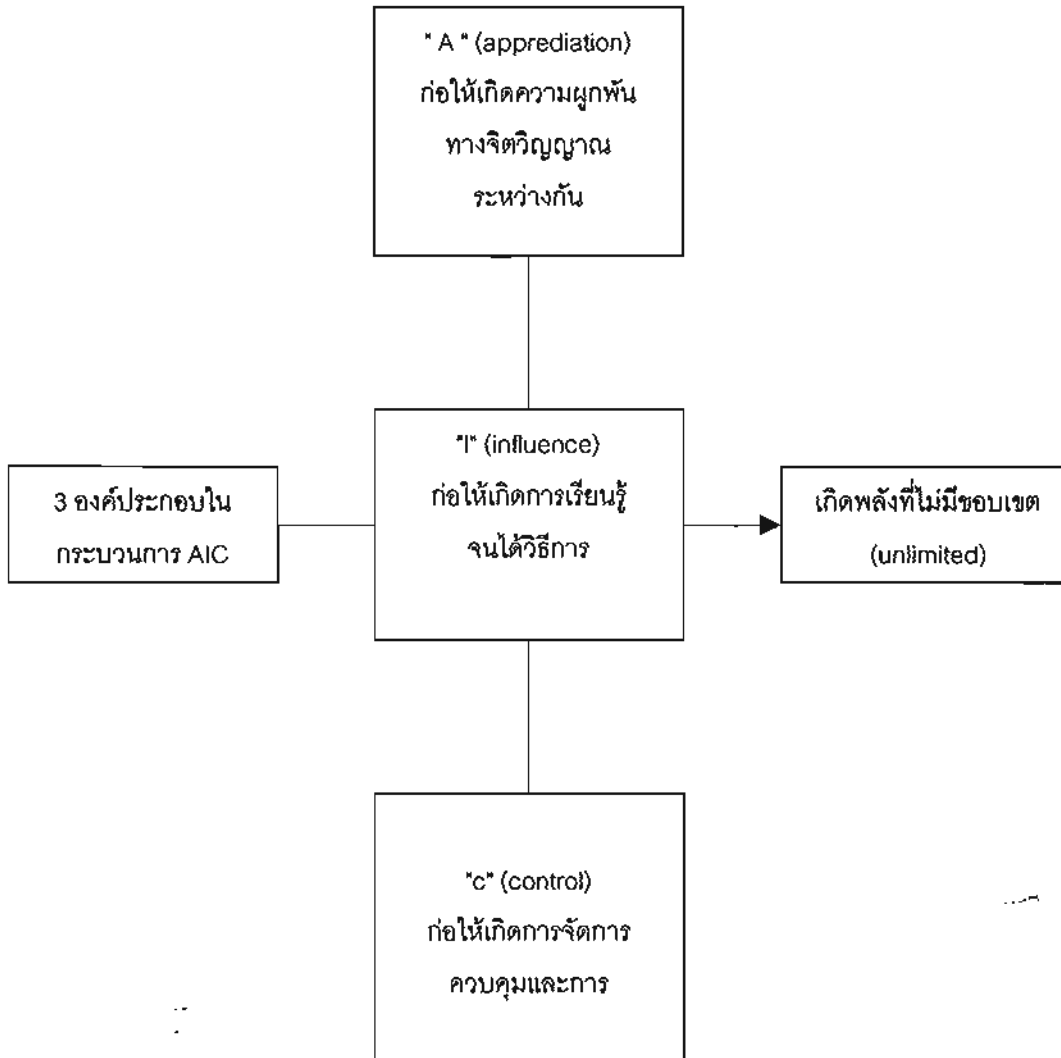 " A " (apprediation)
ก่อให้เกิดความผูกพัน
ทางจิตวิญญาณ
ระหว่างกัน
3 องค์ประกอบใน
กระบวนการ AIC
"I" (influence)
ก่อให้เกิดการเรียนรู้
จนได้วิธีการ
เกิดพลังที่ไม่มีขอบเขต
(unlimited)
"c" (control)
ก่อให้เกิดการจัดการ
ควบคุมและการ